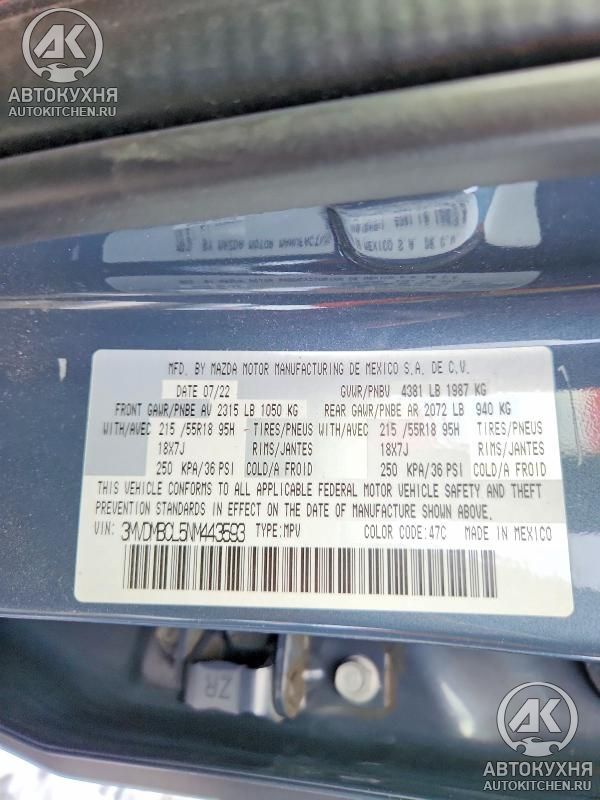 AK
АВТОКУХНЯ
AUTOKITCHEN.RU
MFD. BY MAZDA MOTOR MANUFACTURING DE MEXICO S.A. DE C.V.
DATE 07/22 GVWR/PNBV 4381 LB 1987 KG
FRONT GAWR/PNBE AV 2315 LB 1050 KG REAR GAWR/PNBE AR 2072 LB 940 KG
WITH/AVEC 215 /55R18 95H - TIRES/PNEUS WITH/AVEC 215 /55R18 95H TIRES/PNEUS
18X7J RIMS/JANTES 18X7J RIMS/JANTES
250 KPA/36 PSI COLD/A FROID 250 KPA/36 PSI COLD/A FROID
THIS VEHICLE CONFORMS TO ALL APPLICABLE FEDERAL MOTOR VEHICLE SAFETY AND THEFT
PREVENTION STANDARDS IN EFFECT ON THE DATE OF MANUFACTURE SHOWN ABOVE.
VIN: 3MVDMBCL5NM443593 TYPE:MPV COLOR CODE:47C MADE IN MEXICO
ZR
AK
АВТОКУХНЯ
AUTOKITCHEN.RU